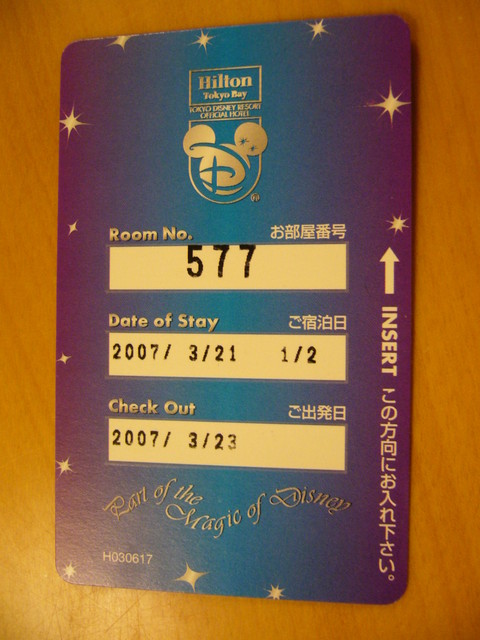 Hilton
Tokyo Bay
TOKYO DISNEY RESORT
OFFICIAL HOTEL
D
®
Room No. お部屋番号
577
Date of Stay ご宿泊日
2007/ 3/21 1/2
Check Out ご出発日
2007/ 3/23
Part of the
Magic of Disney
H030617
INSERT この方向にお入れ下さい。